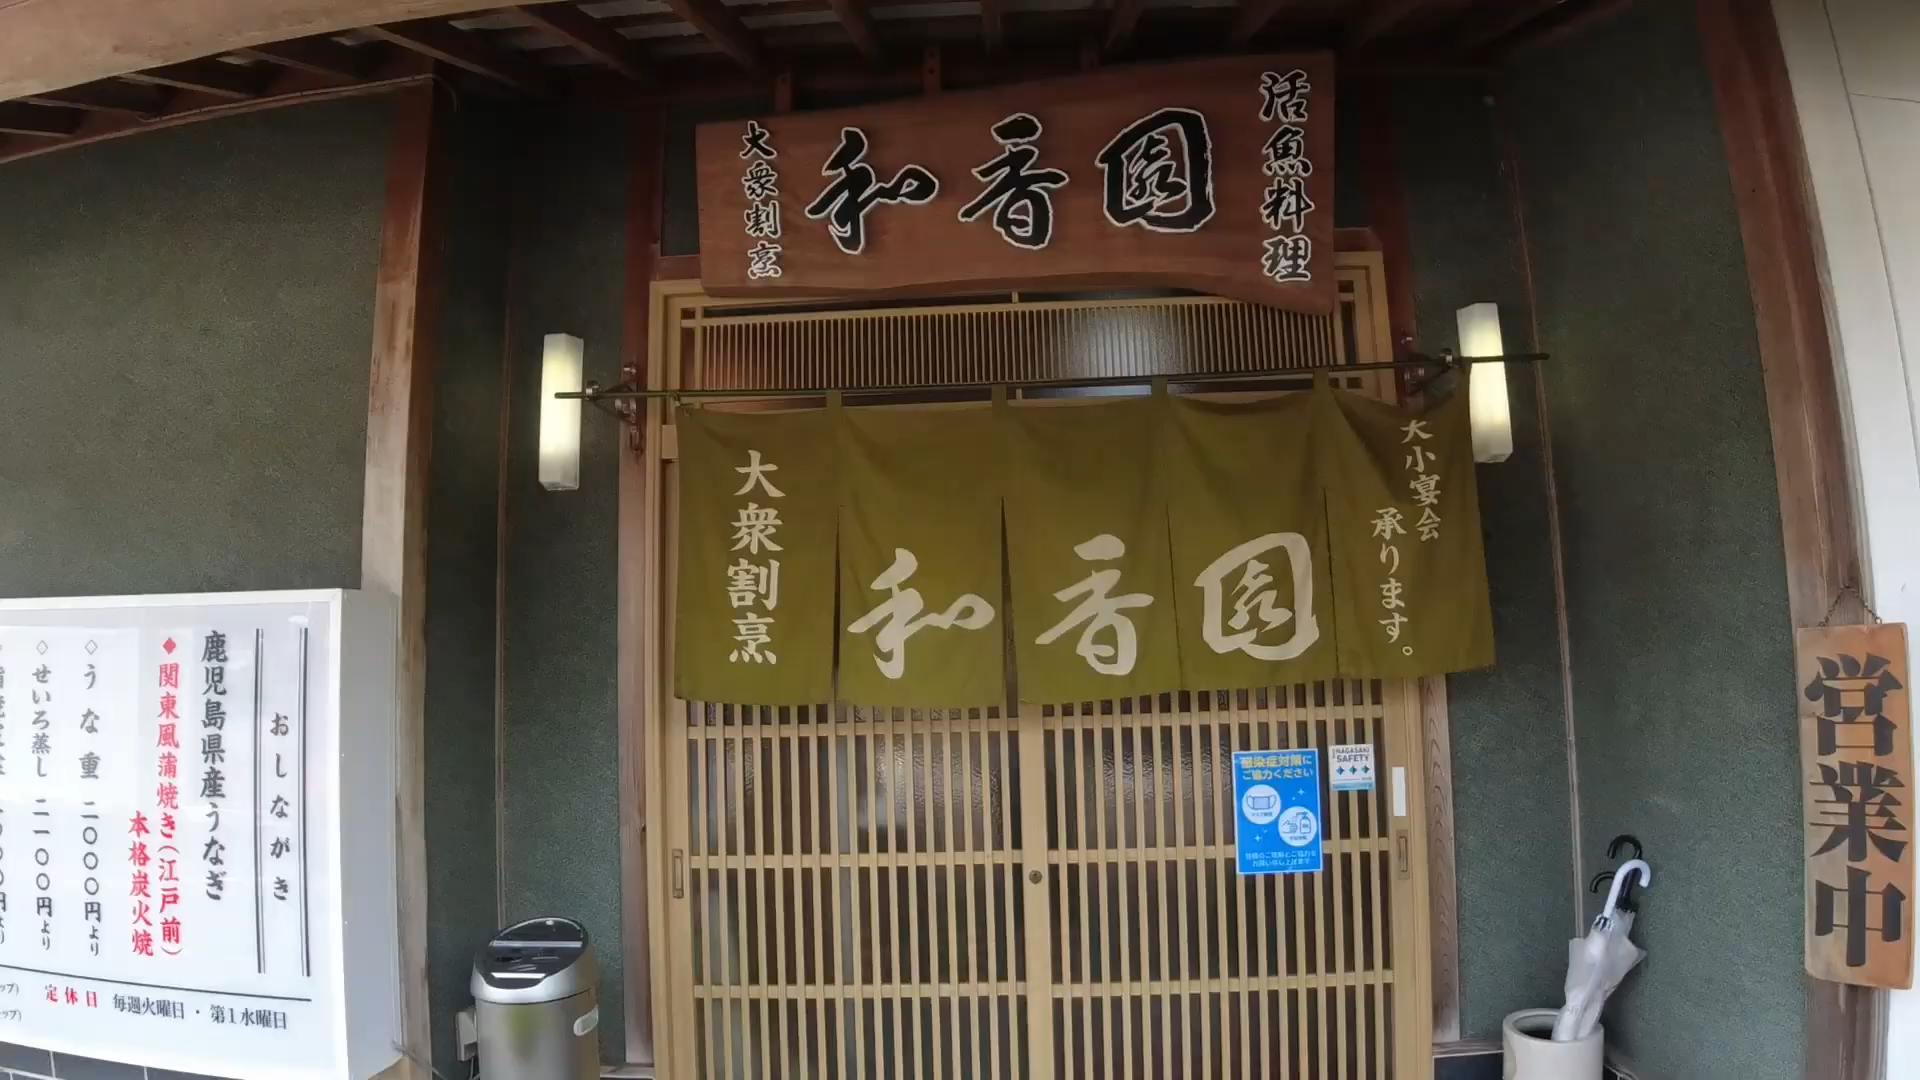 活魚料理
和香園
大衆割烹
大小宴会
承ります。
和香園
大衆割烹
営業中
感染症対策に
ご協力ください
NAGASAKI
SAFETY
おしながき
鹿児島県産うなぎ
◆関東風蒲焼き(江戸前)
本格炭火焼
◇うな重 二〇〇〇円より
◇せいろ蒸し 二一〇〇円より
定休日 毎週火曜日・第1水曜日